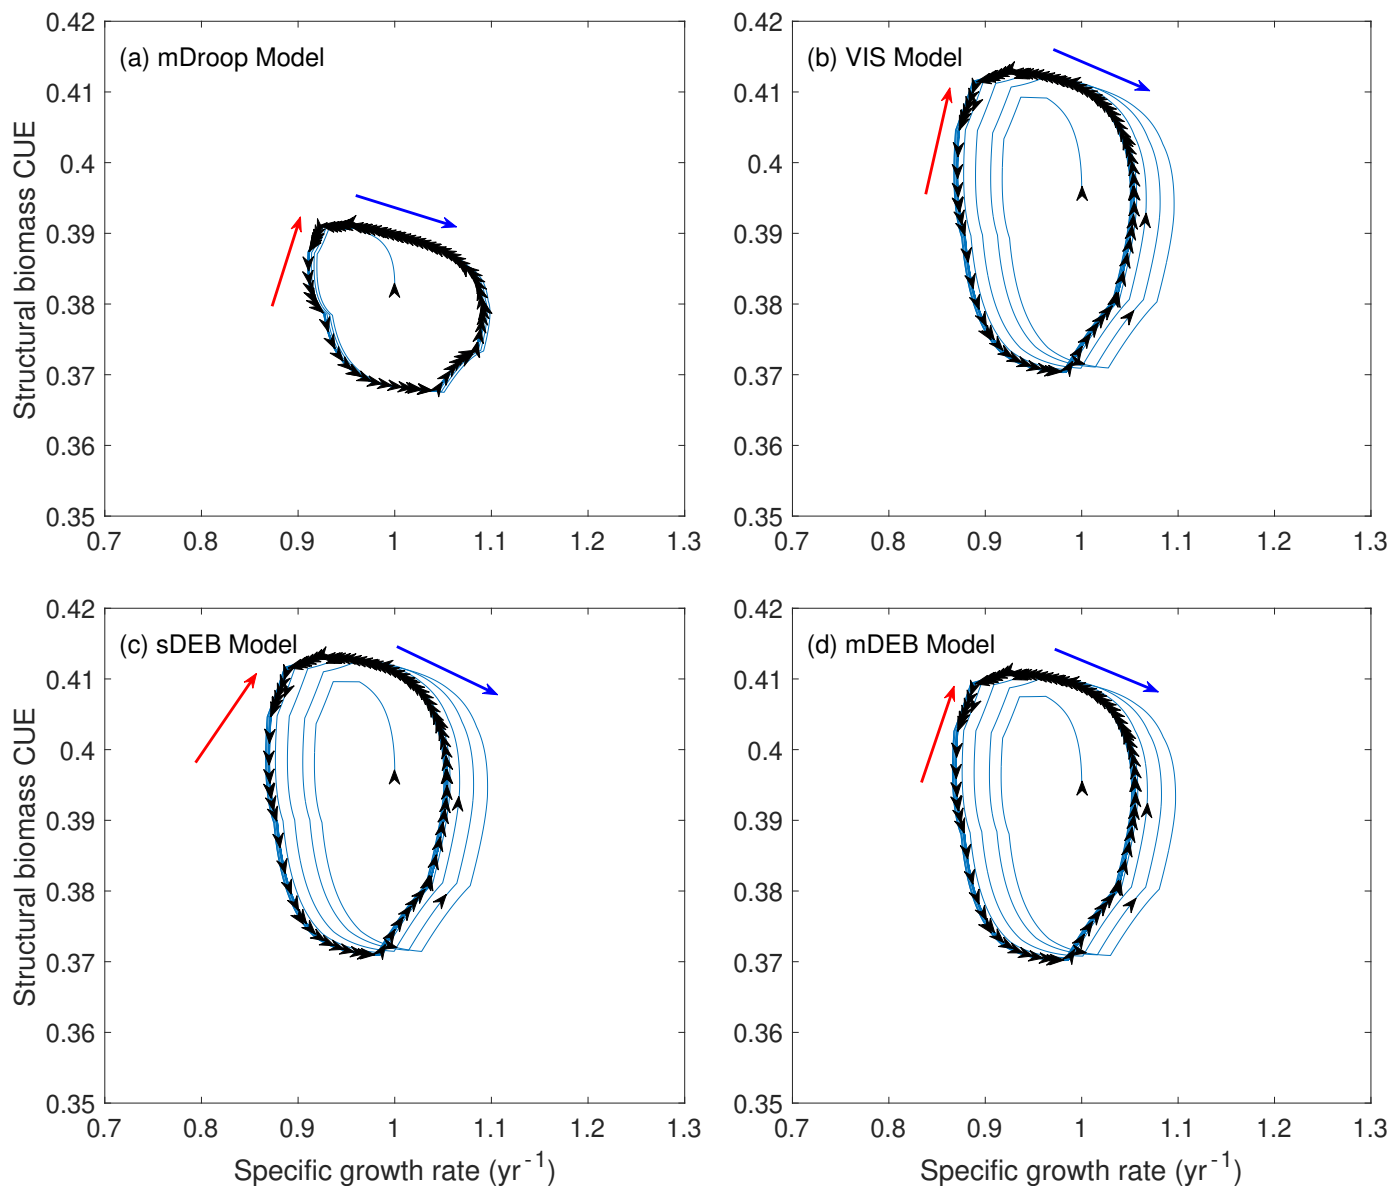 (a) mDroop Model
Structural biomass CUE
0.42
0.41
0.4
0.39
0.38
0.37
0.36
0.35
0.7 0.8 0.9 1 1.1 1.2 1.3
(b) VIS Model
0.42
0.41
0.4
0.39
0.38
0.37
0.36
0.35
0.7 0.8 0.9 1 1.1 1.2 1.3
(c) sDEB Model
Structural biomass CUE
0.42
0.41
0.4
0.39
0.38
0.37
0.36
0.35
0.7 0.8 0.9 1 1.1 1.2 1.3
Specific growth rate (yr⁻¹)
(d) mDEB Model
0.42
0.41
0.4
0.39
0.38
0.37
0.36
0.35
0.7 0.8 0.9 1 1.1 1.2 1.3
Specific growth rate (yr⁻¹)